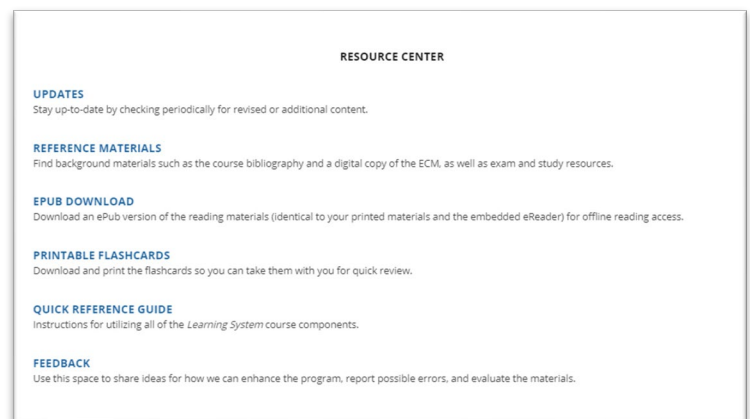 RESOURCE CENTER
UPDATES
Stay up-to-date by checking periodically for revised or additional content.
REFERENCE MATERIALS
Find background materials such as the course bibliography and a digital copy of the ECM, as well as exam and study resources.
EPUB DOWNLOAD
Download an ePub version of the reading materials (identical to your printed materials and the embedded eReader) for offline reading access.
PRINTABLE FLASHCARDS
Download and print the flashcards so you can take them with you for quick review.
QUICK REFERENCE GUIDE
Instructions for utilizing all of the Learning System course components.
FEEDBACK
Use this space to share ideas for how we can enhance the program, report possible errors, and evaluate the materials.